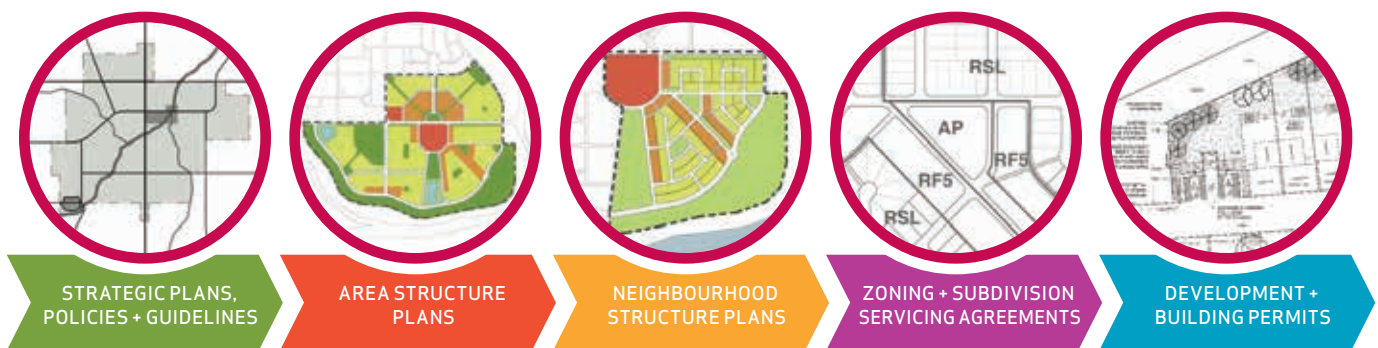 RSL
AP
RF5
RF5
RSL
STRATEGIC PLANS,
POLICIES + GUIDELINES
AREA STRUCTURE
PLANS
NEIGHBOURHOOD
STRUCTURE PLANS
ZONING + SUBDIVISION
SERVICING AGREEMENTS
DEVELOPMENT +
BUILDING PERMITS